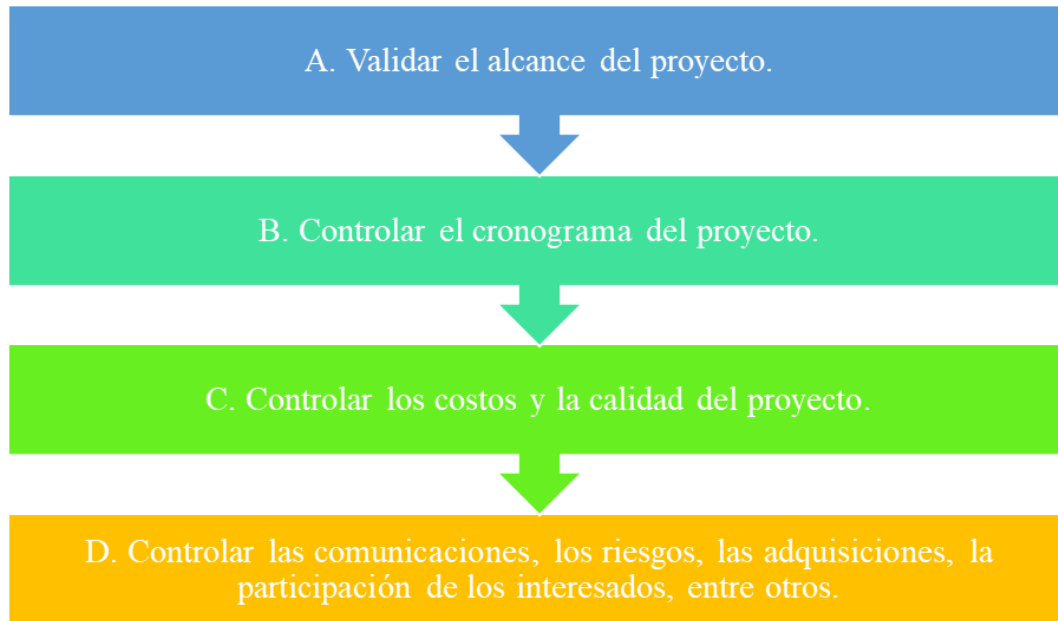 A. Validar el alcance del proyecto.
B. Controlar el cronograma del proyecto.
C. Controlar los costos y la calidad del proyecto.
D. Controlar las comunicaciones, los riesgos, las adquisiciones, la
participación de los interesados, entre otros.